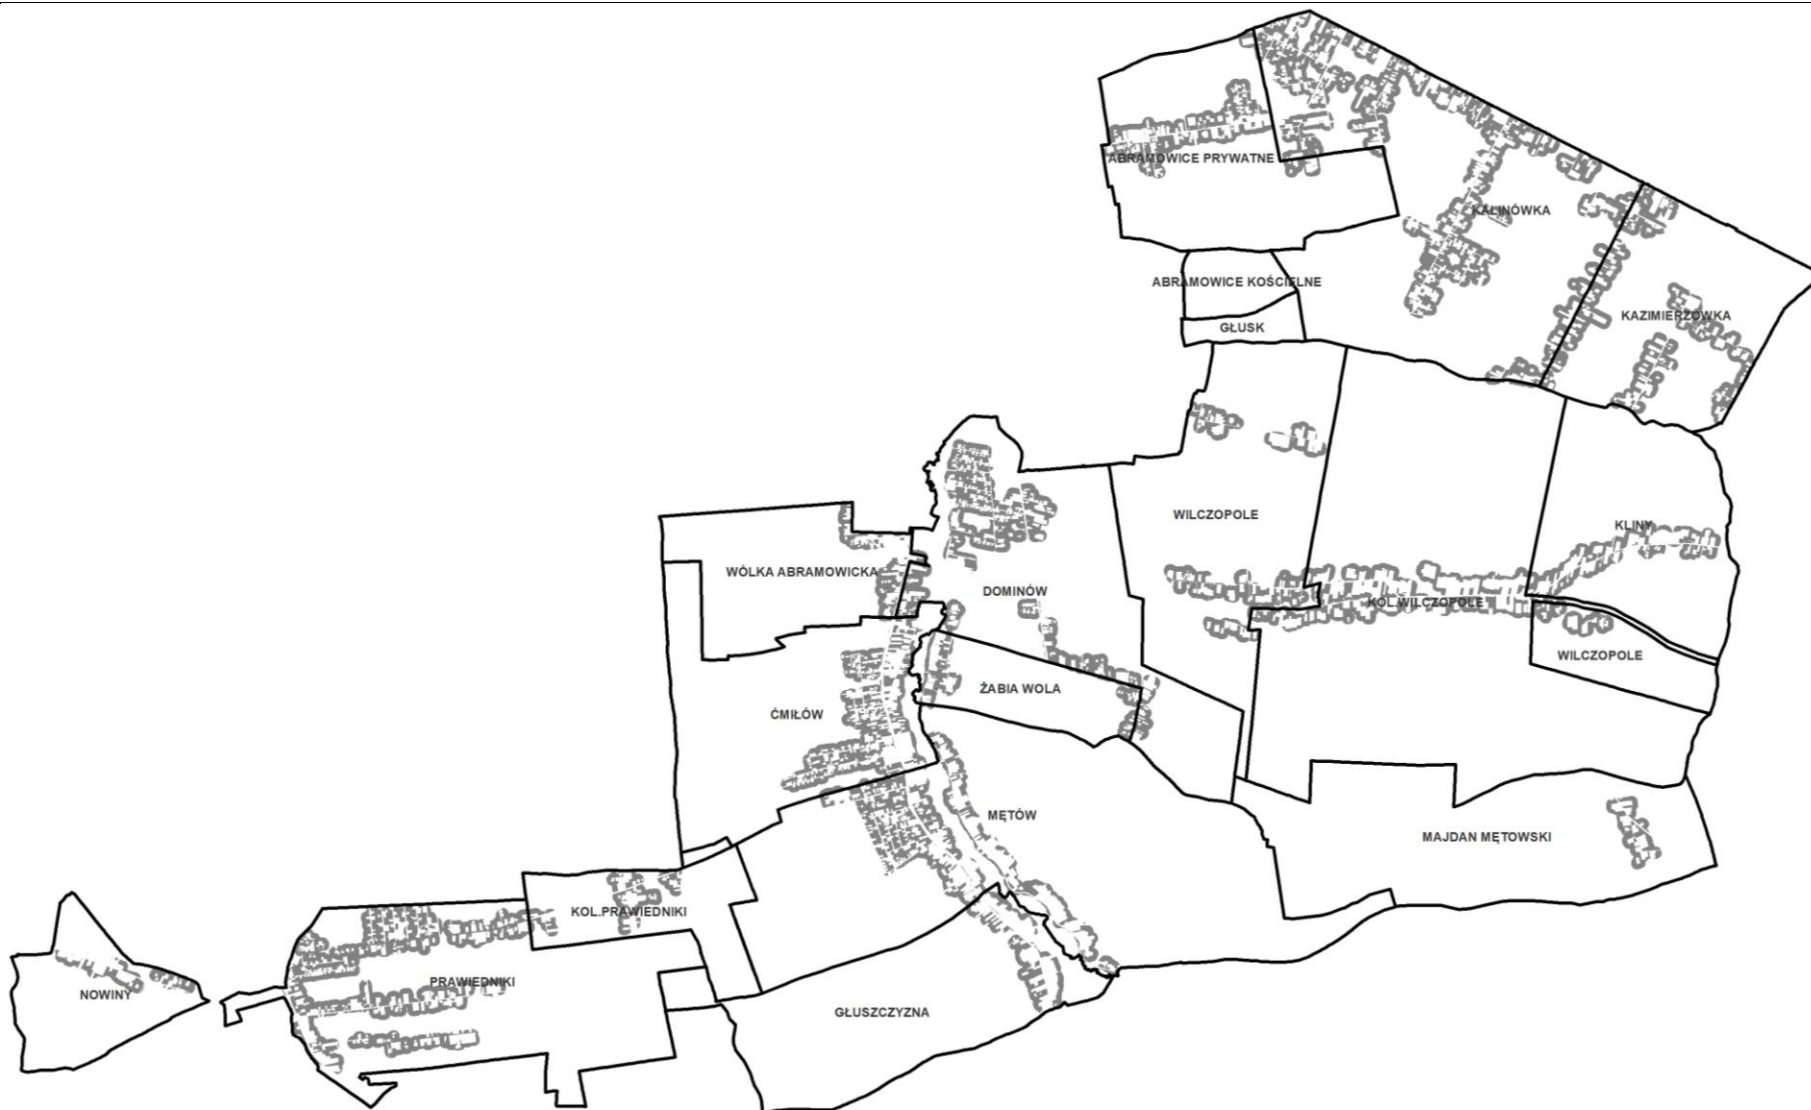 ABRAMOWICE PRYWATNE
KALINÓWKA
ABRAMOWICE KOŚCIELNE
KAZIMIERZÓWKA
GŁUSK
WILCZOPOLE
KLINY
WÓLKA ABRAMOWICKA
DOMINÓW
KOL.WILCZOPOLE
WILCZOPOLE
ŻABIA WOLA
ĆMIŁÓW
MĘTÓW
MAJDAN MĘTOWSKI
KOL.PRAWIEDNIKI
PRAWIEDNIKI
NOWINY
GŁUSZCZYZNA